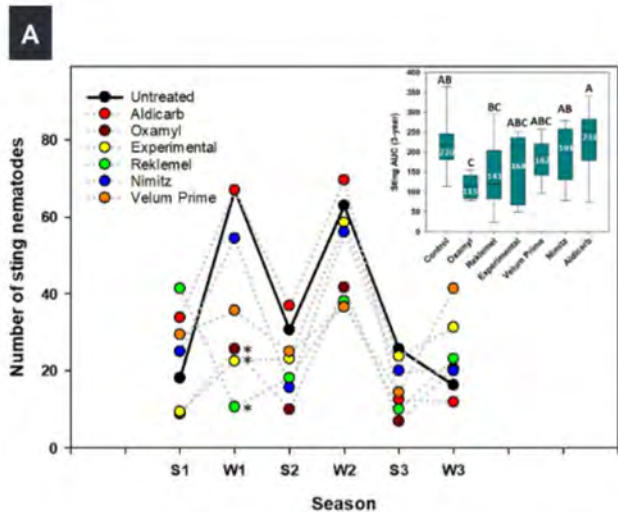 A
Untreated
Aldicarb
Oxamyl
Experimental
Reklemel
Nimitz
Velum Prime
Number of sting nematodes
80
60
40
20
0
S1
W1
S2
W2
S3
W3
Season
*
*
*
Sting AUC (3-year)
400
350
300
250
200
150
100
50
0
AB
C
BC
ABC
ABC
AB
A
115
141
Control
Oxamyl
Reklemel
Experimental
Velum Prime
Nimitz
Aldicarb